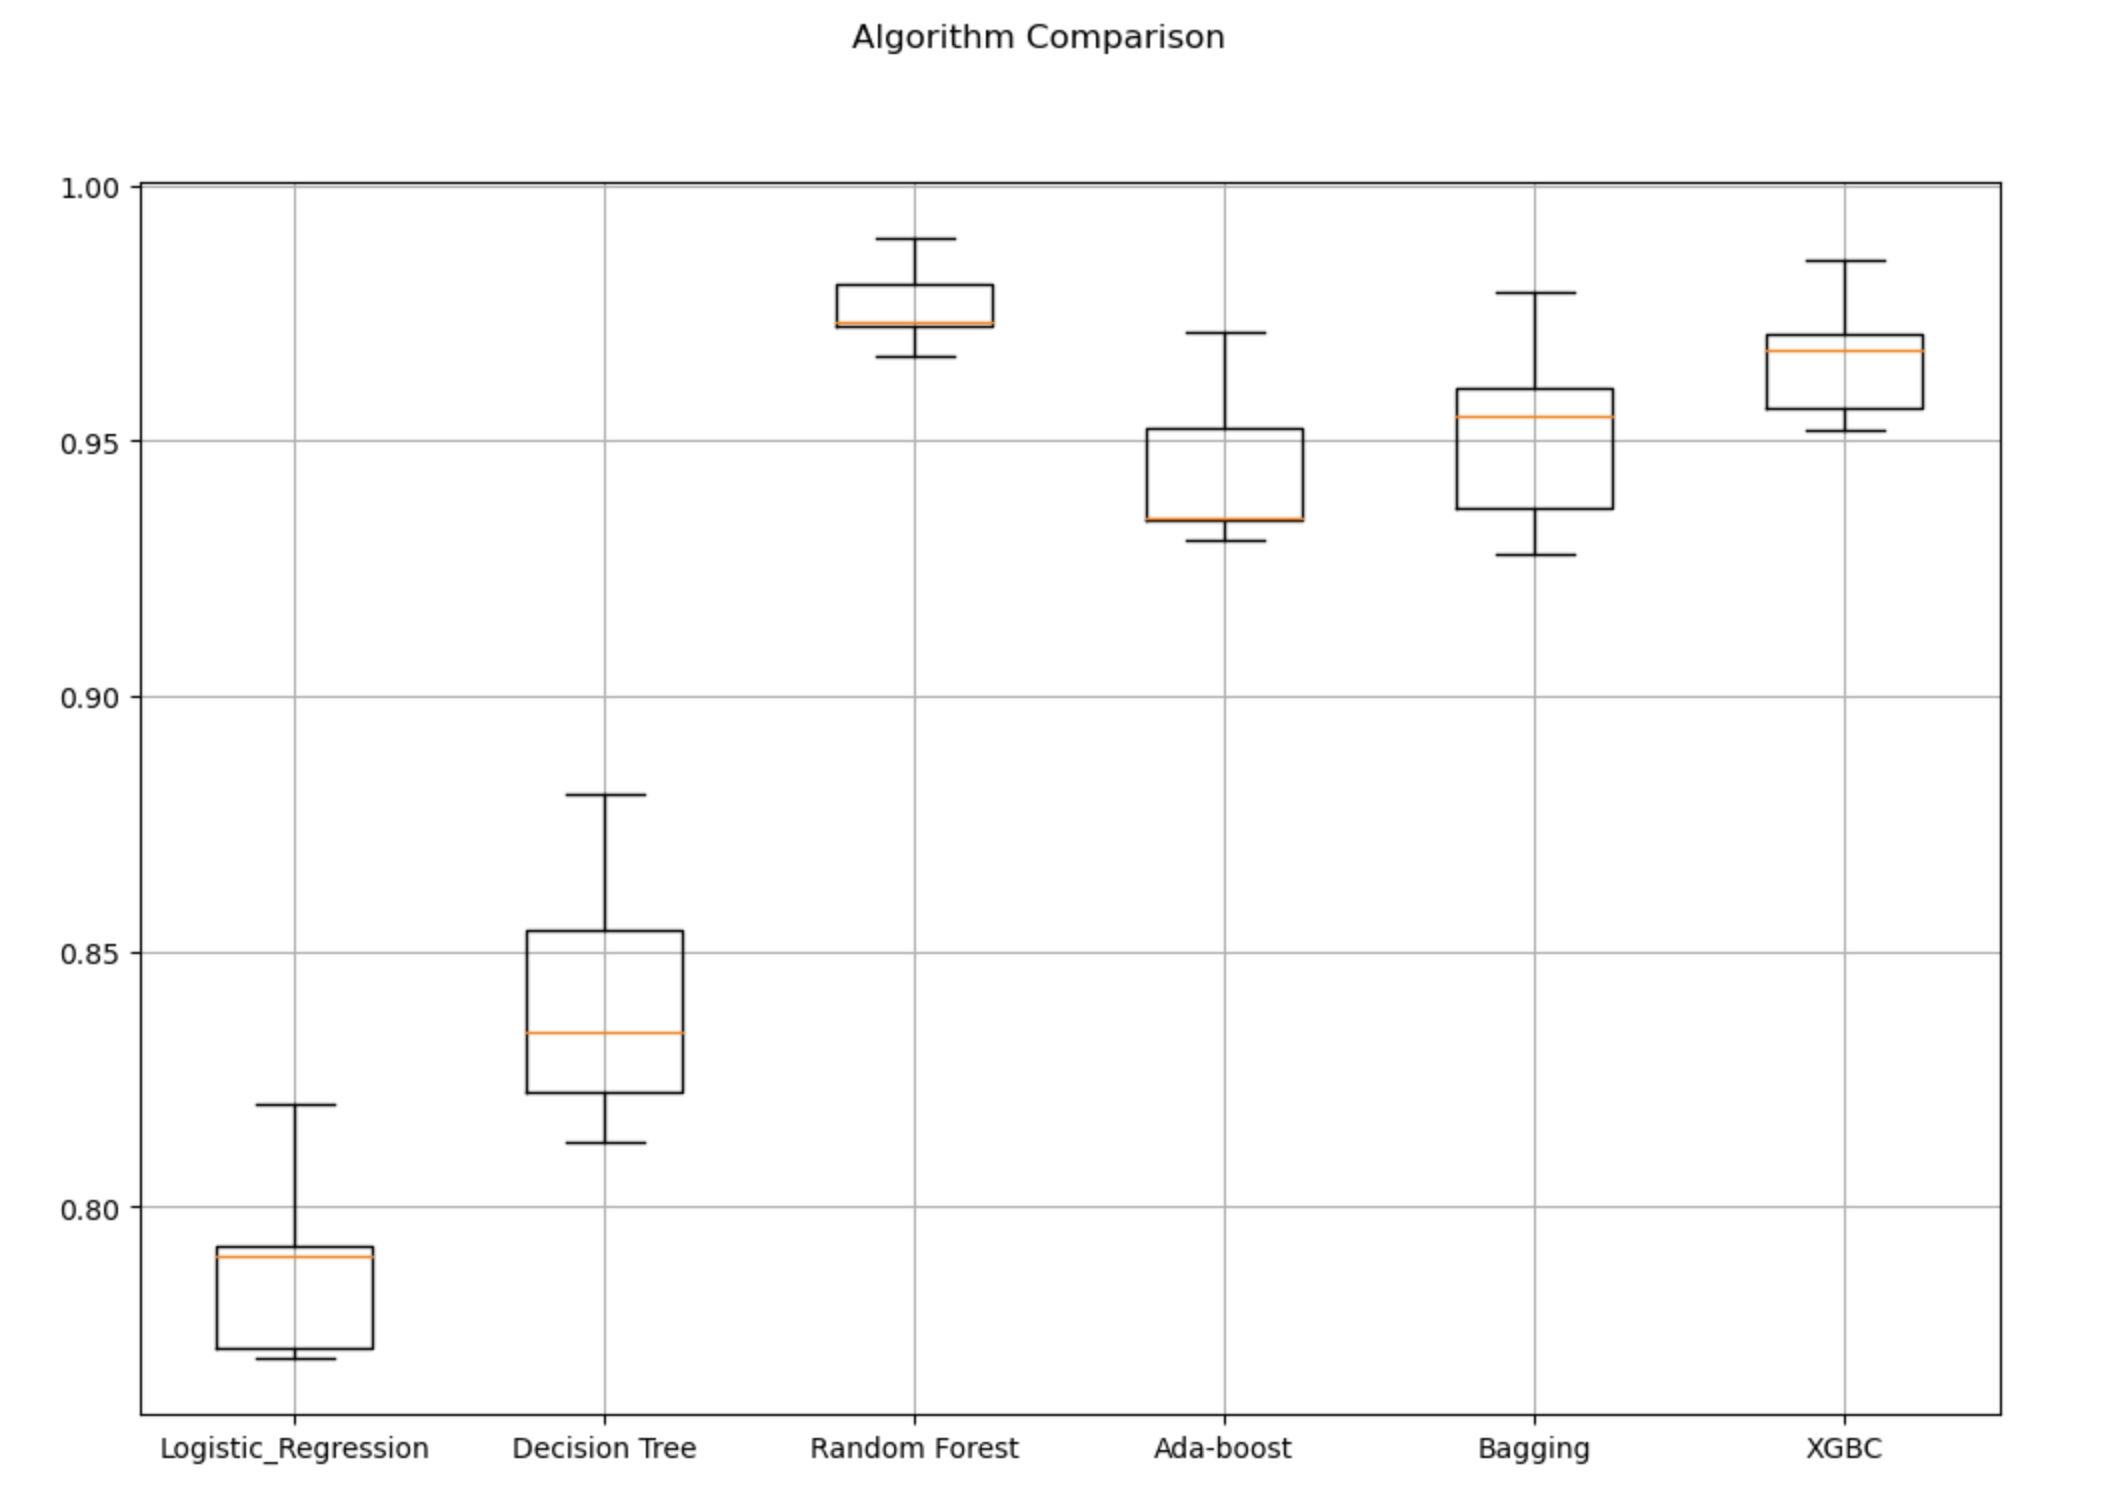 Algorithm Comparison
1.00
0.95
0.90
0.85
0.80
Logistic_Regression Decision Tree Random Forest Ada-boost Bagging XGBC